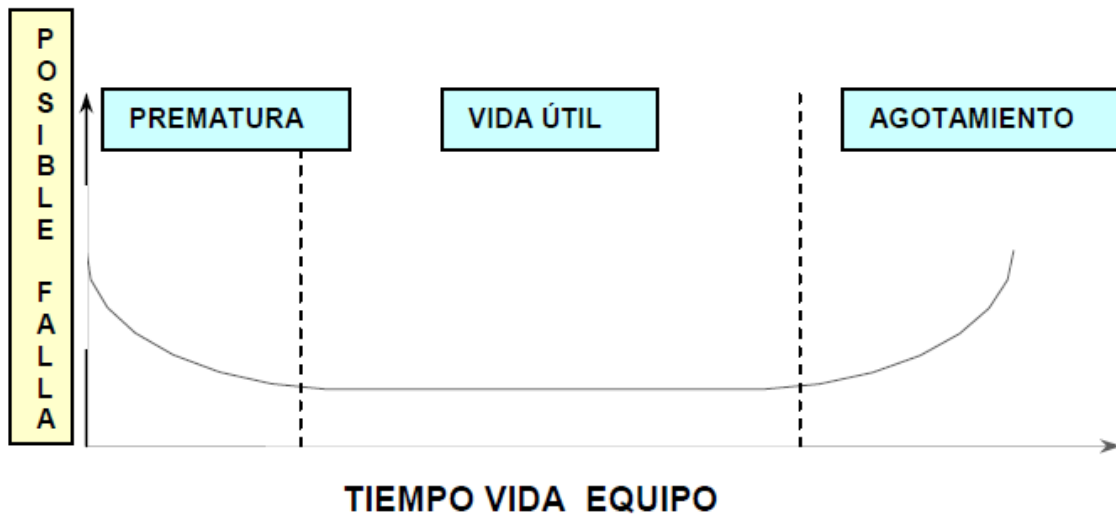 POSIBLE FALLA
PREMATURA
VIDA ÚTIL
AGOTAMIENTO
TIEMPO VIDA EQUIPO